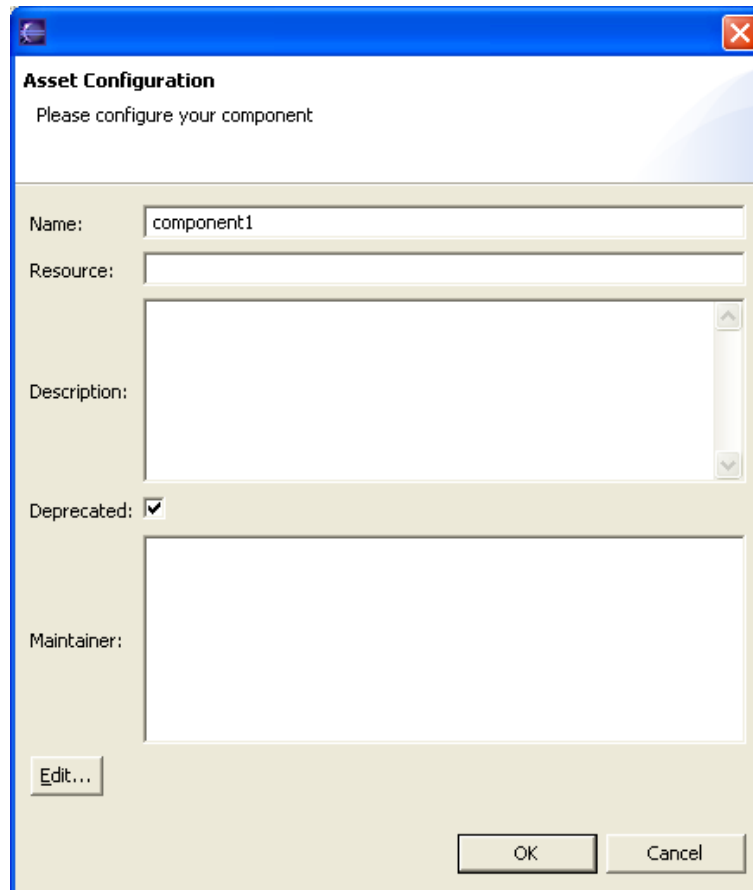 Asset Configuration
Please configure your component
Name: component1
Resource:
Description:
Deprecated:
Maintainer:
Edit...
OK Cancel